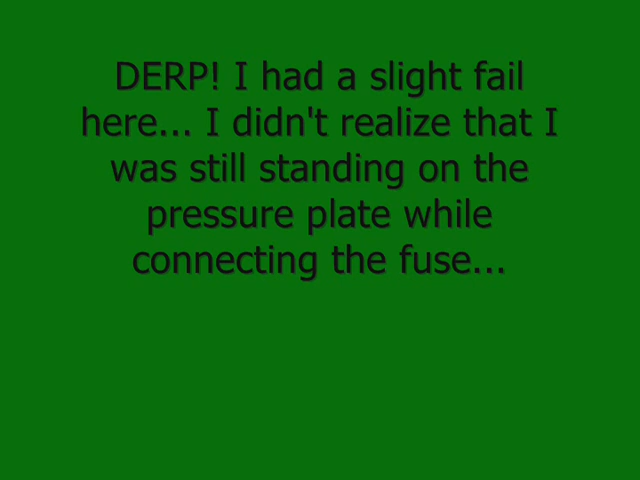 DERP! I had a slight fail
here... I didn't realize that I
was still standing on the
pressure plate while
connecting the fuse...